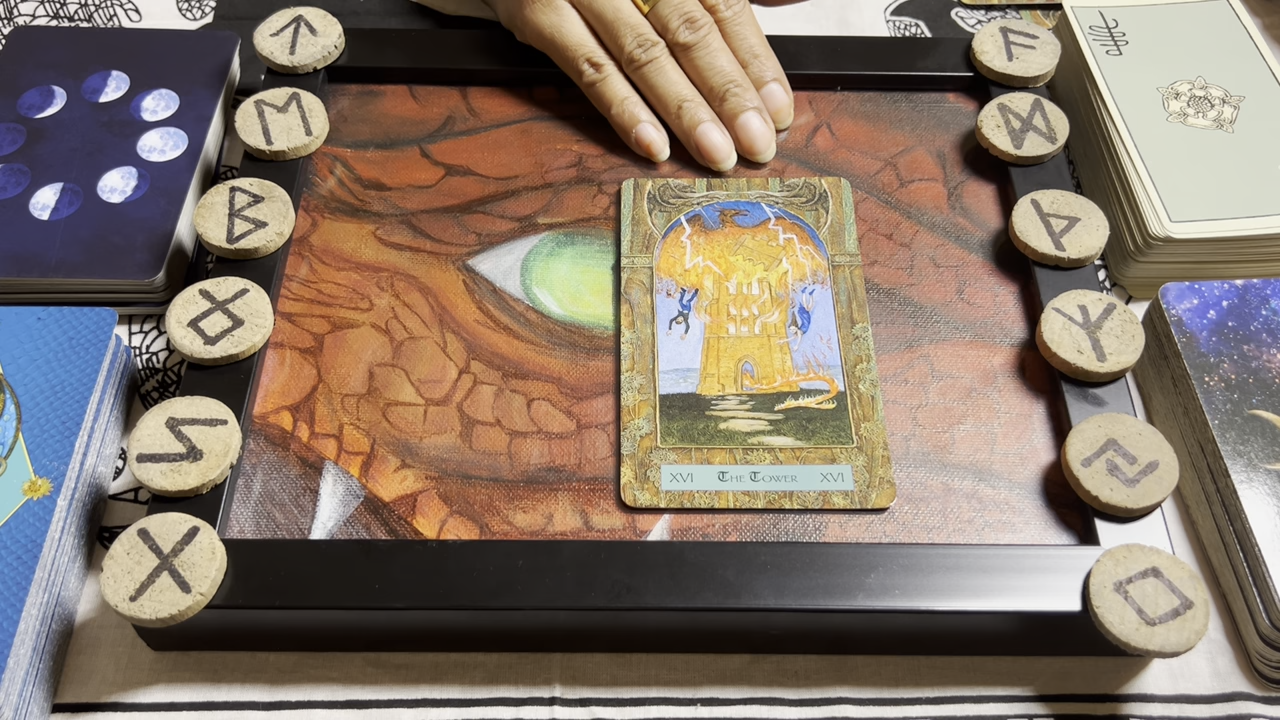 ᛏ
ᛖ
ᛒ
ᛟ
ᛋ
ᚷ
XVI The Tower XVI
ᚨ
ᛞ
ᚦ
ᛉ
ᛃ
ᛜ